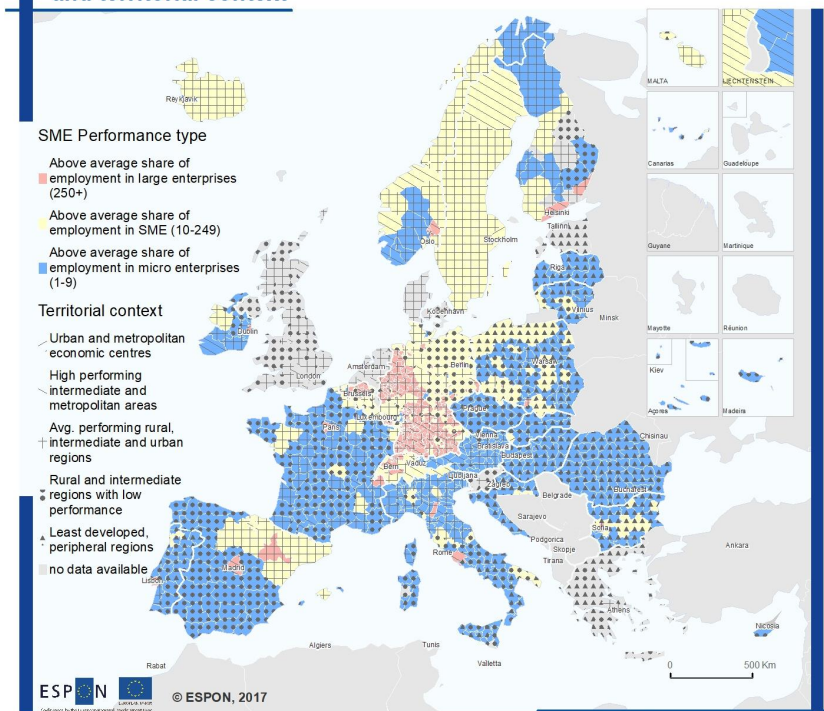 MALTA
LIECHTENSTEIN
Reykjavik
SME Performance type
Above average share of
employment in large enterprises
(250+)
Above average share of
employment in SME (10-249)
Above average share of
employment in micro enterprises
(1-9)
Territorial context
Urban and metropolitan
economic centres
High performing
intermediate and
metropolitan areas
Avg. performing rural,
intermediate and urban
regions
Rural and intermediate
regions with low
performance
Least developed,
peripheral regions
no data available
Canarias
Guadeloupe
Guyane
Martinique
Mayotte
Réunion
Kiev
Açores
Madeira
Helsinki
Tallinn
Oslo
Stockholm
Riga
København
Vilnius
Minsk
Dublin
London
Amsterdam
Berlin
Warsaw
Brussels
Luxembourg
Prague
Paris
Vienna
Bratislava
Chisinau
Budapest
Bern
Vaduz
Ljubljana
Zagreb
Bucharest
Belgrade
Sarajevo
Sofia
Podgorica
Skopje
Tirana
Rome
Madrid
Lisbon
Ankara
Athens
Nicosia
Algiers
Tunis
Valletta
Rabat
0 500 Km
ESPON
© ESPON, 2017